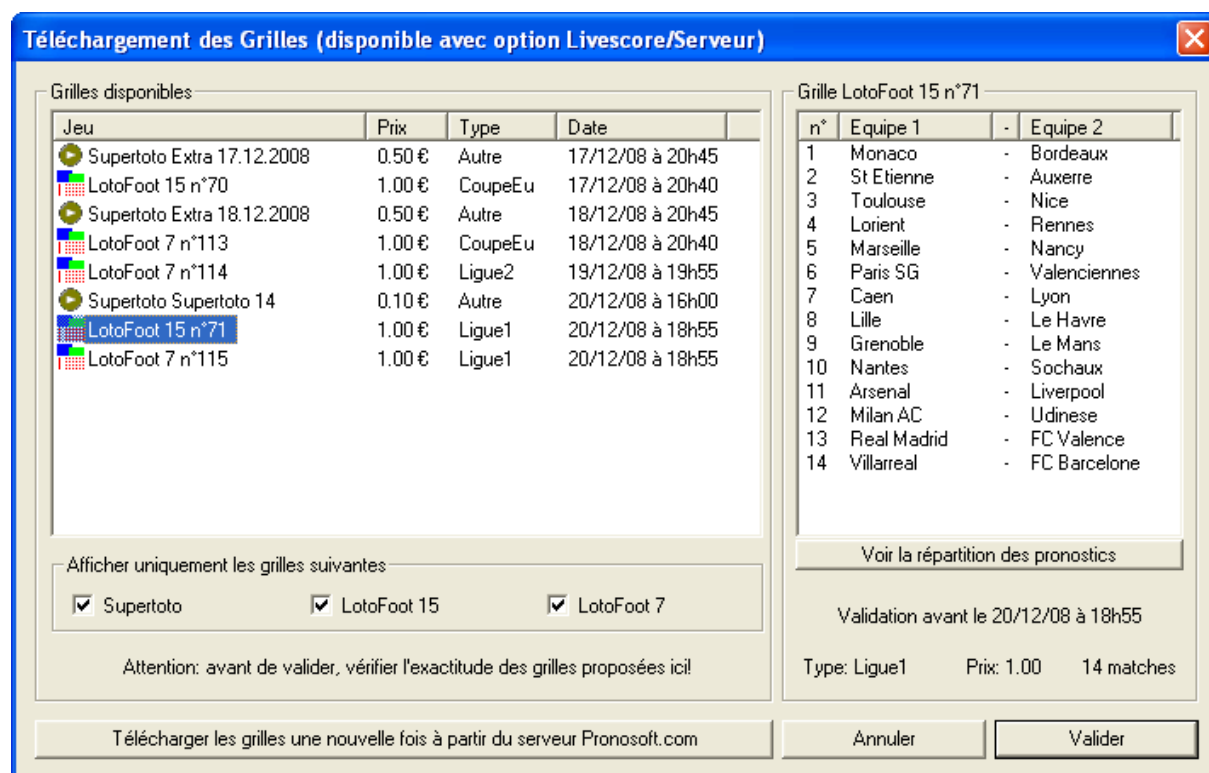 Téléchargement des Grilles (disponible avec option Livescore/Serveur)
Grilles disponibles
Jeu Prix Type Date
Supertoto Extra 17.12.2008 0.50 € Autre 17/12/08 à 20h45
LotoFoot 15 n°70 1.00 € CoupeEu 17/12/08 à 20h40
Supertoto Extra 18.12.2008 0.50 € Autre 18/12/08 à 20h45
LotoFoot 7 n°113 1.00 € CoupeEu 18/12/08 à 20h40
LotoFoot 7 n°114 1.00 € Ligue2 19/12/08 à 19h55
Supertoto Supertoto 14 0.10 € Autre 20/12/08 à 16h00
LotoFoot 15 n°71 1.00 € Ligue1 20/12/08 à 18h55
LotoFoot 7 n°115 1.00 € Ligue1 20/12/08 à 18h55
Afficher uniquement les grilles suivantes
Supertoto LotoFoot 15 LotoFoot 7
Attention: avant de valider, vérifier l'exactitude des grilles proposées ici!
Télécharger les grilles une nouvelle fois à partir du serveur Pronosoft.com
Grille LotoFoot 15 n°71
n° Equipe 1 - Equipe 2
1 Monaco - Bordeaux
2 St Etienne - Auxerre
3 Toulouse - Nice
4 Lorient - Rennes
5 Marseille - Nancy
6 Paris SG - Valenciennes
7 Caen - Lyon
8 Lille - Le Havre
9 Grenoble - Le Mans
10 Nantes - Sochaux
11 Arsenal - Liverpool
12 Milan AC - Udinese
13 Real Madrid - FC Valence
14 Villarreal - FC Barcelone
Voir la répartition des pronostics
Validation avant le 20/12/08 à 18h55
Type: Ligue1 Prix: 1.00 14 matches
Annuler Valider